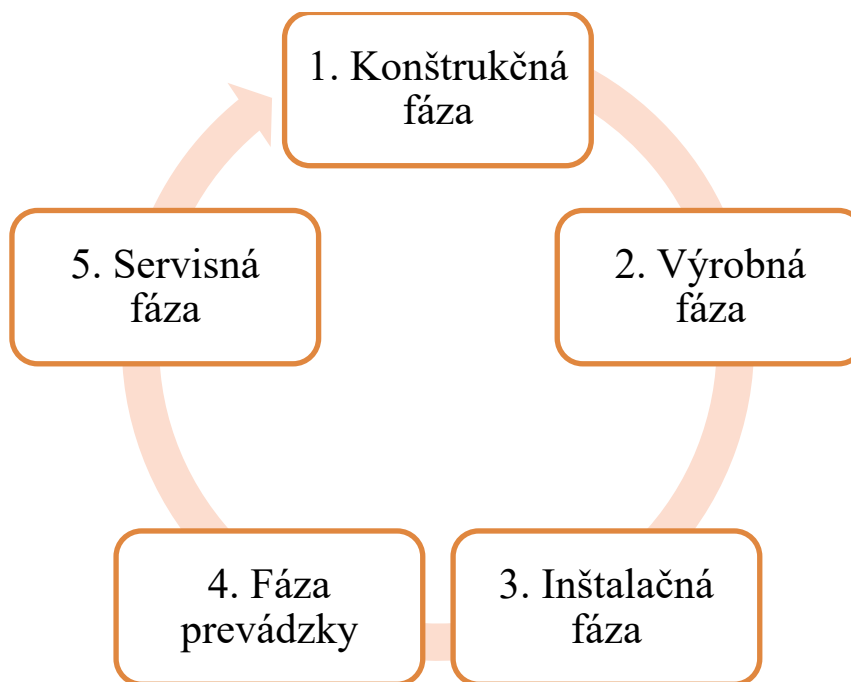 1. Konštrukčná
fáza
2. Výrobná
fáza
3. Inštalačná
fáza
4. Fáza
prevádzky
5. Servisná
fáza